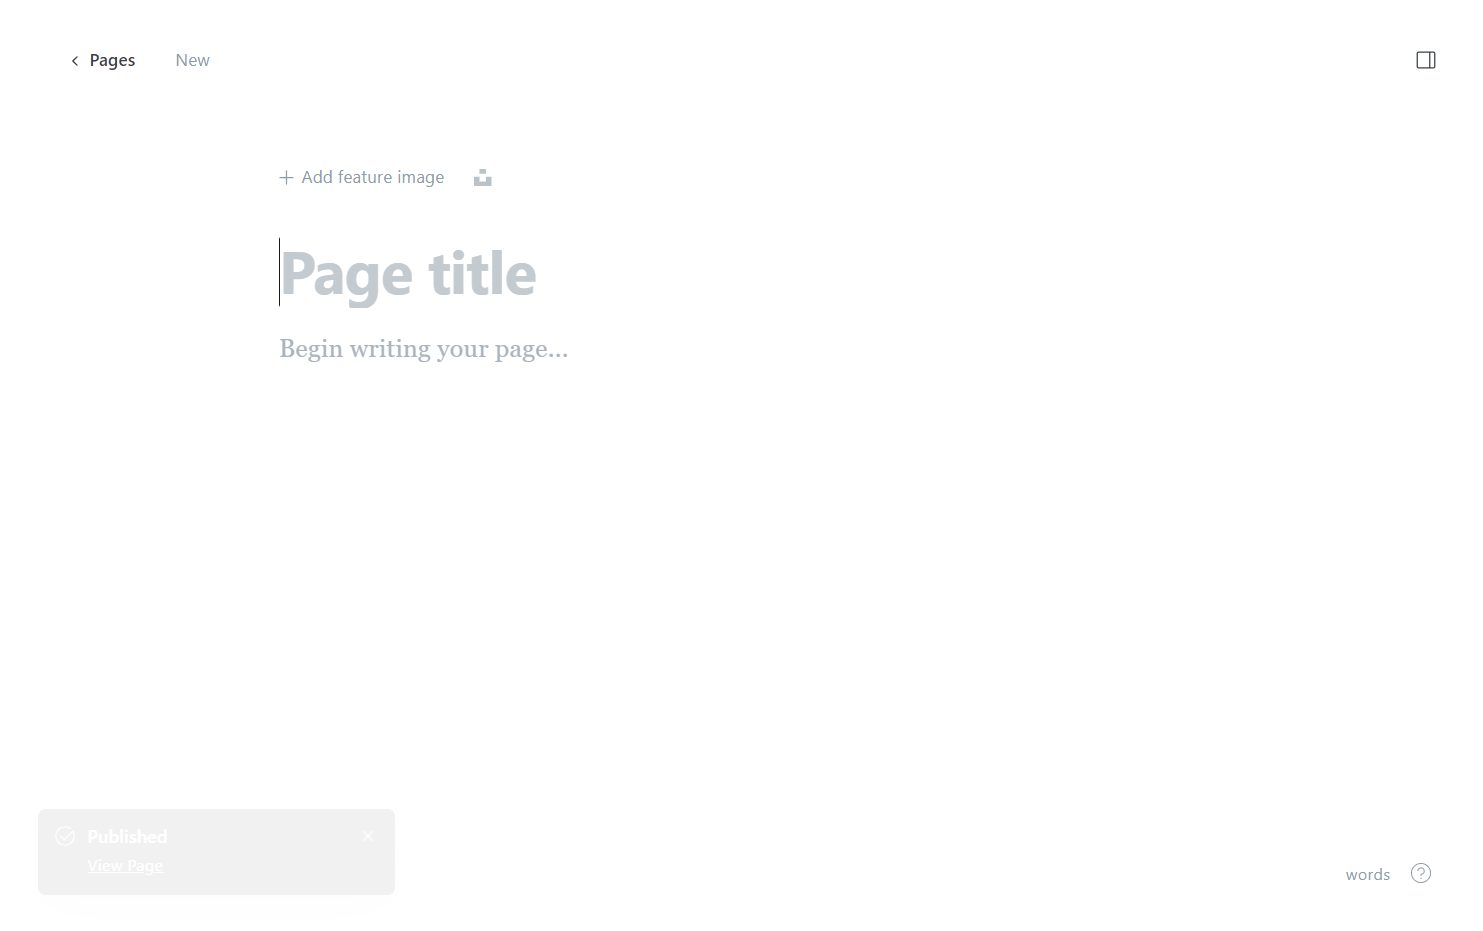 Pages New
Add feature image
Page title
Begin writing your page...
Published
View Page
words